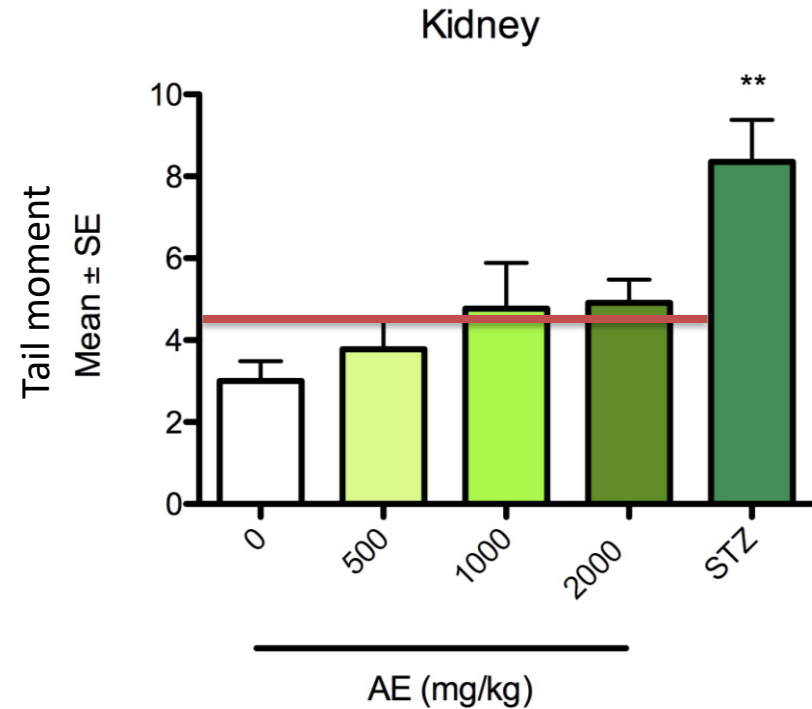 Kidney
**
10
8
6
4
2
0
Tail moment
Mean ± SE
0
500
1000
2000
STZ
AE (mg/kg)